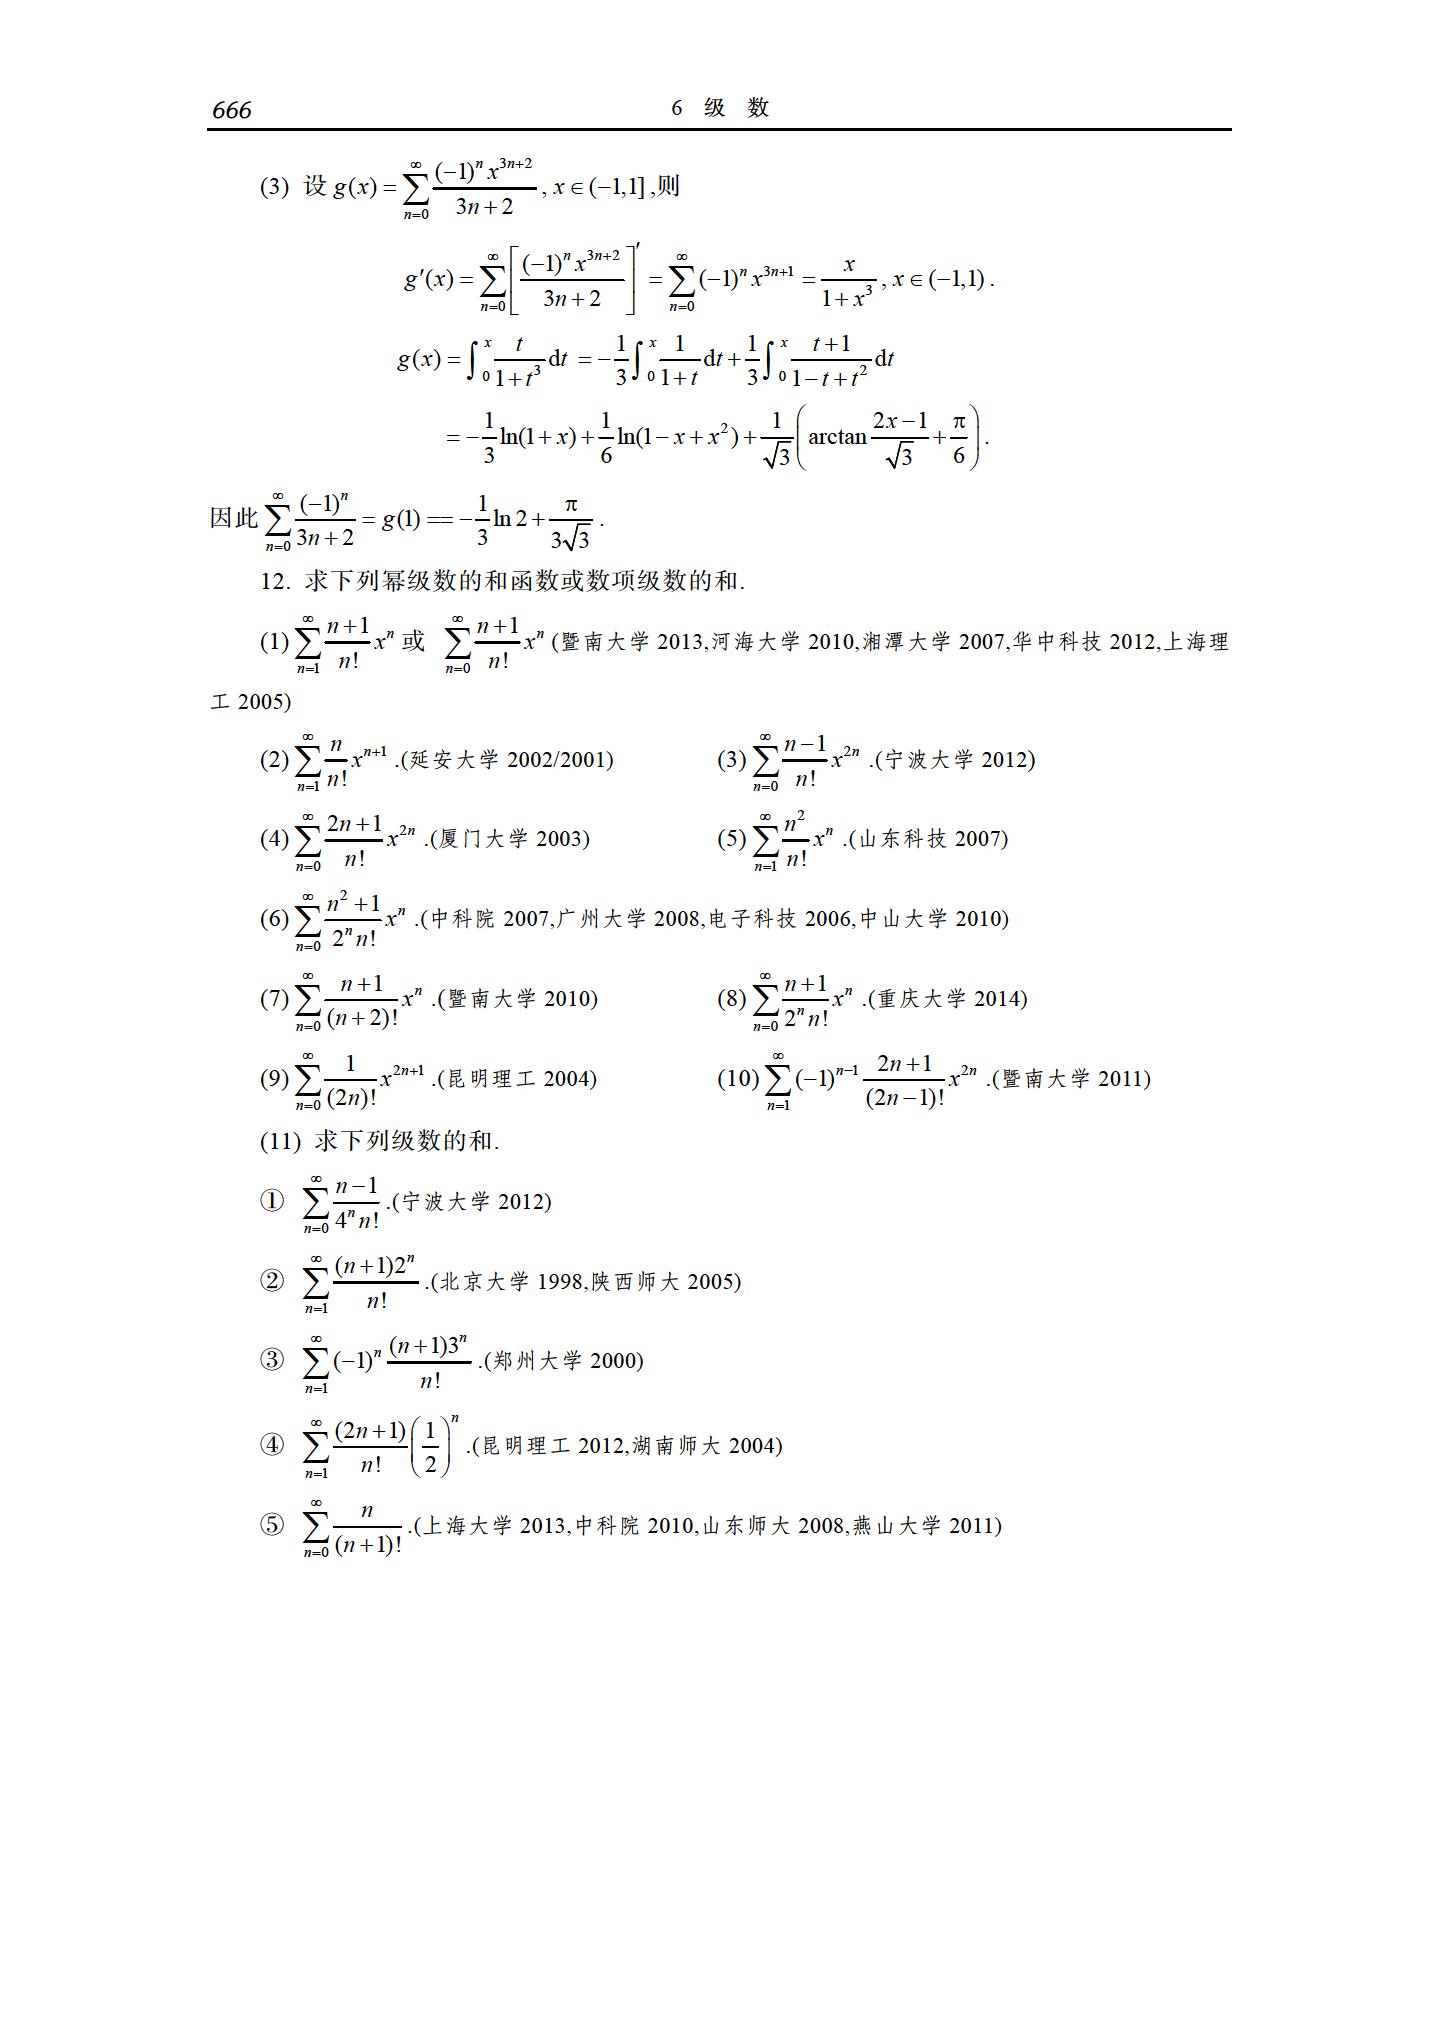 666 6 级 数
(3) 设 $g(x)=\sum_{n=0}^{\infty}\frac{(-1)^n x^{3n+2}}{3n+2}, x\in(-1,1]$ ,则
$g'(x)=\sum_{n=0}^{\infty}\left[\frac{(-1)^n x^{3n+2}}{3n+2}\right]'=\sum_{n=0}^{\infty}(-1)^n x^{3n+1}=\frac{x}{1+x^3}, x\in(-1,1)$ .
$g(x)=\int_0^x\frac{t}{1+t^3}\mathrm{d}t=-\frac{1}{3}\int_0^x\frac{1}{1+t}\mathrm{d}t+\frac{1}{3}\int_0^x\frac{t+1}{1-t+t^2}\mathrm{d}t$
$=-\frac{1}{3}\ln(1+x)+\frac{1}{6}\ln(1-x+x^2)+\frac{1}{\sqrt{3}}\left(\arctan\frac{2x-1}{\sqrt{3}}+\frac{\pi}{6}\right)$ .
因此 $\sum_{n=0}^{\infty}\frac{(-1)^n}{3n+2}=g(1)==-\frac{1}{3}\ln 2+\frac{\pi}{3\sqrt{3}}$ .
12. 求下列幂级数的和函数或数项级数的和.
(1) $\sum_{n=1}^{\infty}\frac{n+1}{n!}x^n$ 或 $\sum_{n=0}^{\infty}\frac{n+1}{n!}x^n$ (暨南大学 2013,河海大学 2010,湘潭大学 2007,华中科技 2012,上海理
工 2005)
(2) $\sum_{n=1}^{\infty}\frac{n}{n!}x^{n+1}$ .(延安大学 2002/2001) (3) $\sum_{n=0}^{\infty}\frac{n-1}{n!}x^{2n}$ .(宁波大学 2012)
(4) $\sum_{n=0}^{\infty}\frac{2n+1}{n!}x^{2n}$ .(厦门大学 2003) (5) $\sum_{n=1}^{\infty}\frac{n^2}{n!}x^n$ .(山东科技 2007)
(6) $\sum_{n=0}^{\infty}\frac{n^2+1}{2^n n!}x^n$ .(中科院 2007,广州大学 2008,电子科技 2006,中山大学 2010)
(7) $\sum_{n=0}^{\infty}\frac{n+1}{(n+2)!}x^n$ .(暨南大学 2010) (8) $\sum_{n=0}^{\infty}\frac{n+1}{2^n n!}x^n$ .(重庆大学 2014)
(9) $\sum_{n=0}^{\infty}\frac{1}{(2n)!}x^{2n+1}$ .(昆明理工 2004) (10) $\sum_{n=1}^{\infty}(-1)^{n-1}\frac{2n+1}{(2n-1)!}x^{2n}$ .(暨南大学 2011)
(11) 求下列级数的和.
① $\sum_{n=0}^{\infty}\frac{n-1}{4^n n!}$ .(宁波大学 2012)
② $\sum_{n=1}^{\infty}\frac{(n+1)2^n}{n!}$ .(北京大学 1998,陕西师大 2005)
③ $\sum_{n=1}^{\infty}(-1)^n\frac{(n+1)3^n}{n!}$ .(郑州大学 2000)
④ $\sum_{n=1}^{\infty}\frac{(2n+1)}{n!}\left(\frac{1}{2}\right)^n$ .(昆明理工 2012,湖南师大 2004)
⑤ $\sum_{n=0}^{\infty}\frac{n}{(n+1)!}$ .(上海大学 2013,中科院 2010,山东师大 2008,燕山大学 2011)